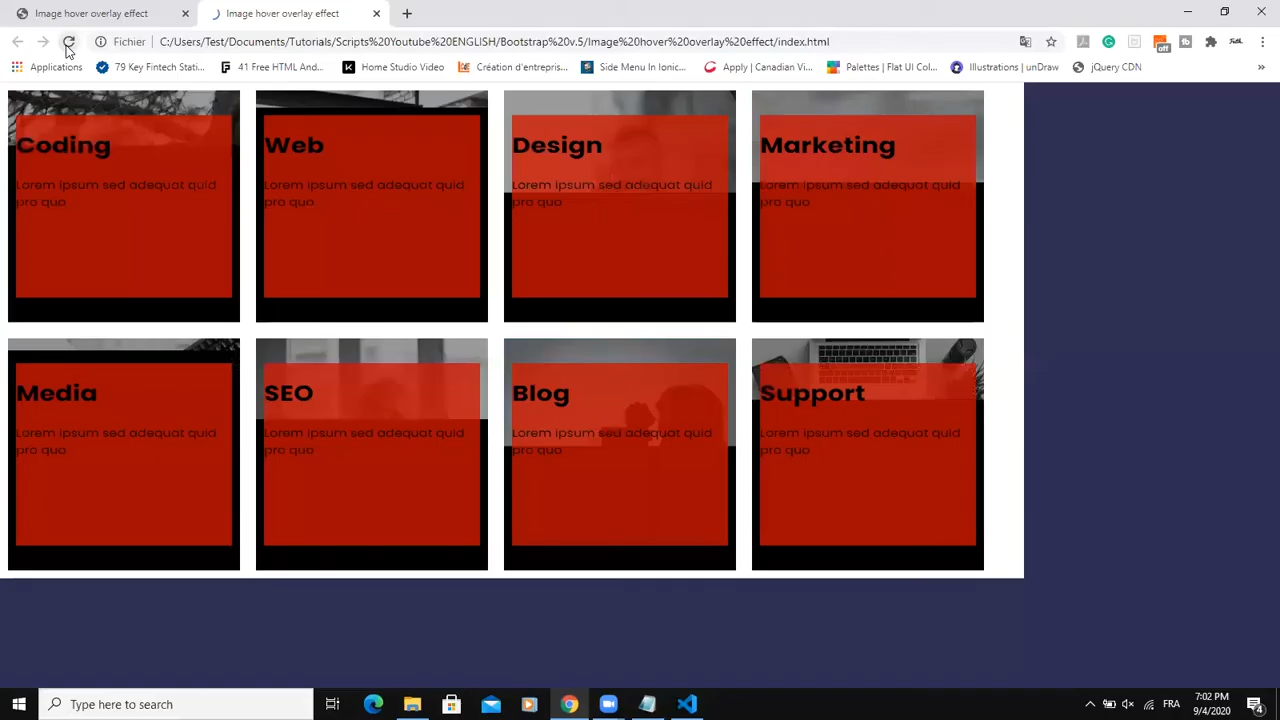 Image hover overlay effect
Image hover overlay effect
Fichier
C:/Users/Test/Documents/Tutorials/Scripts%20Youtube%20ENGLISH/Bootstrap%20v.5/Image%20hover%20overlay%20effect/index.html
off
Applications
79 Key Fintech Stati...
41 Free HTML And...
Home Studio Video
Création d'entrepris...
Side Menu In Ionic...
Apply | Canadian Vi...
Palettes | Flat UI Col...
Illustrations | unDraw
jQuery CDN
Coding
Lorem ipsum sed adequat quid
pro quo
Web
Lorem ipsum sed adequat quid
pro quo
Design
Lorem ipsum sed adequat quid
pro quo
Marketing
Lorem ipsum sed adequat quid
pro quo
Media
Lorem ipsum sed adequat quid
pro quo
SEO
Lorem ipsum sed adequat quid
pro quo
Blog
Lorem ipsum sed adequat quid
pro quo
Support
Lorem ipsum sed adequat quid
pro quo
Type here to search
FRA
7:02 PM
9/4/2020
4